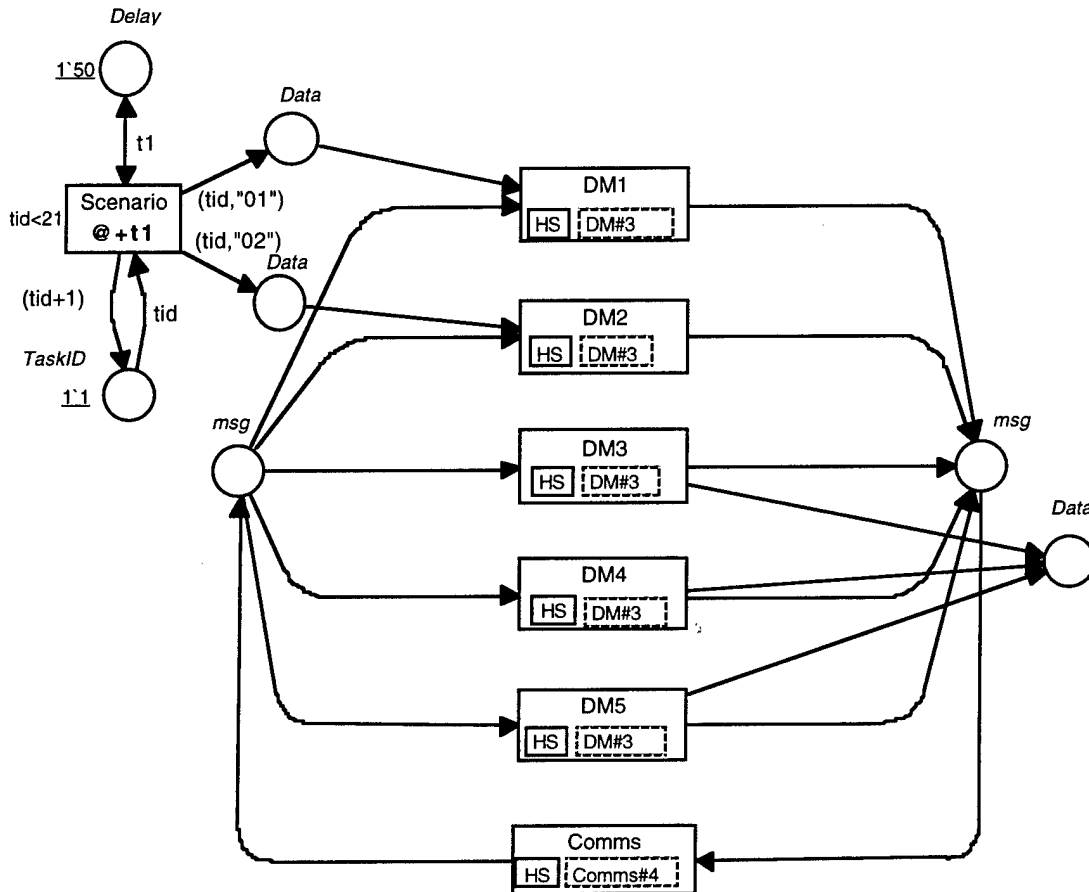 Delay
1`50
t1
Data
Scenario
@+t1
tid<21
(tid,"01")
(tid,"02")
Data
(tid+1)
tid
TaskID
1`1
DM1
HS
DM#3
DM2
HS
DM#3
msg
DM3
HS
DM#3
msg
Data
DM4
HS
DM#3
DM5
HS
DM#3
Comms
HS
Comms#4